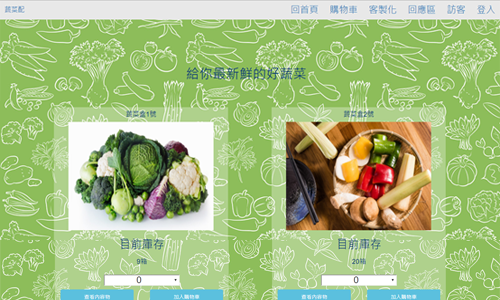 蔬菜配
回首頁 購物車 客製化 回應區 訪客 登入
給你最新鮮的好蔬菜
蔬菜盒1號
蔬菜盒2號
目前庫存
目前庫存
9箱
20箱
0
0
查看內容物 加入購物車
查看內容物 加入購物車